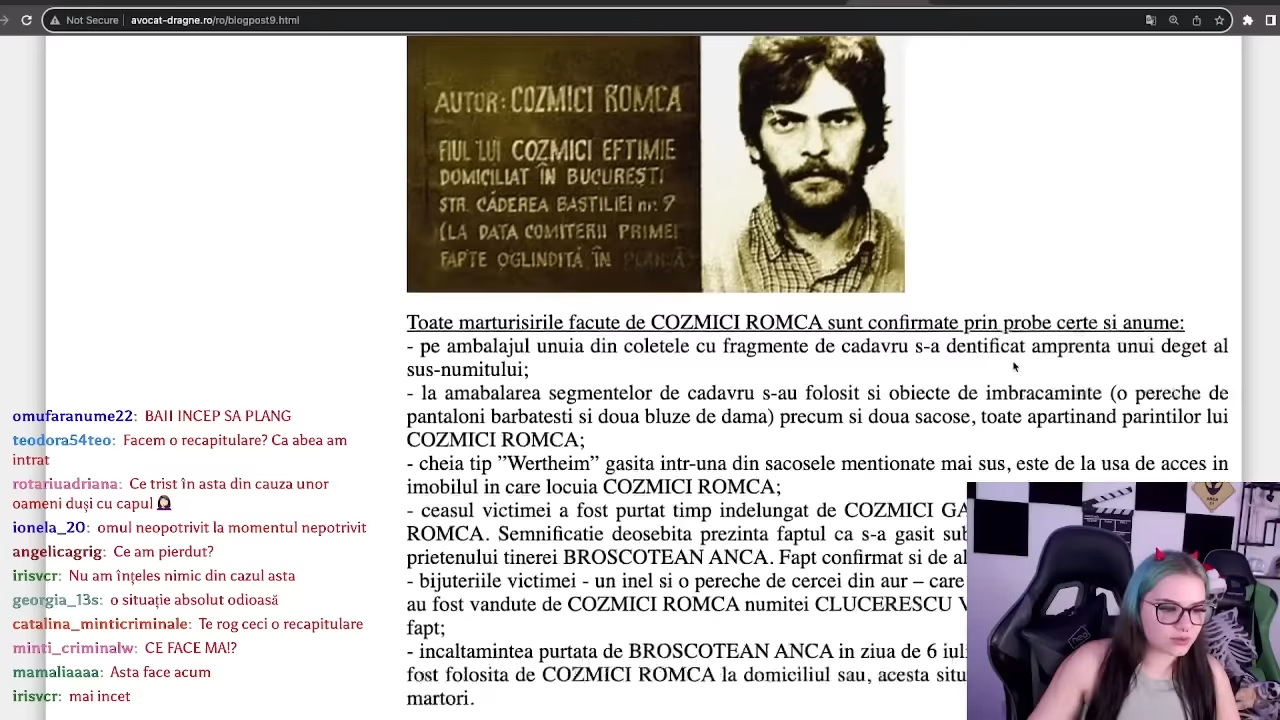 Not Secure | avocat-dragne.ro/ro/blogpost9.html
AUTOR: COZMICI ROMCA
FIUL LUI COZMICI EFTIMIE
DOMICILIAT ÎN BUCUREȘTI
STR. CĂDEREA BASTILIEI nr: 9
(LA DATA COMITERII PRIMEI
FAPTE OGLINDITĂ ÎN PLANȘĂ)
Toate marturisirile facute de COZMICI ROMCA sunt confirmate prin probe certe si anume:
- pe ambalajul unuia din coletele cu fragmente de cadavru s-a dentificat amprenta unui deget al
sus-numitului;
- la amabalarea segmentelor de cadavru s-au folosit si obiecte de imbracaminte (o pereche de
pantaloni barbatesti si doua bluze de dama) precum si doua sacose, toate apartinand parintilor lui
COZMICI ROMCA;
- cheia tip ”Wertheim” gasita intr-una din sacosele mentionate mai sus, este de la usa de acces in
imobilul in care locuia COZMICI ROMCA;
- ceasul victimei a fost purtat timp indelungat de COZMICI GA
ROMCA. Semnificatie deosebita prezinta faptul ca s-a gasit sub
prietenului tinerei BROSCOTEAN ANCA. Fapt confirmat si de al
- bijuteriile victimei - un inel si o pereche de cercei din aur – care
au fost vandute de COZMICI ROMCA numitei CLUCERESCU V
fapt;
- incaltamintea purtata de BROSCOTEAN ANCA in ziua de 6 iuli
fost folosita de COZMICI ROMCA la domiciliul sau, acesta situ
martori.
omufaranume22: BAII INCEP SA PLANG
teodora54teo: Facem o recapitulare? Ca abea am
intrat
rotariuadriana: Ce trist în asta din cauza unor
oameni duși cu capul 🤦🏻‍♀️
ionela_20: omul neopotrivit la momentul nepotrivit
angelicagrig: Ce am pierdut?
irisvcr: Nu am înțeles nimic din cazul asta
georgia_13s: o situație absolut odioasă
catalina_minticriminale: Te rog ceci o recapitulare
minti_criminalw: CE FACE MA!?
mamaliaaaa: Asta face acum
irisvcr: mai incet